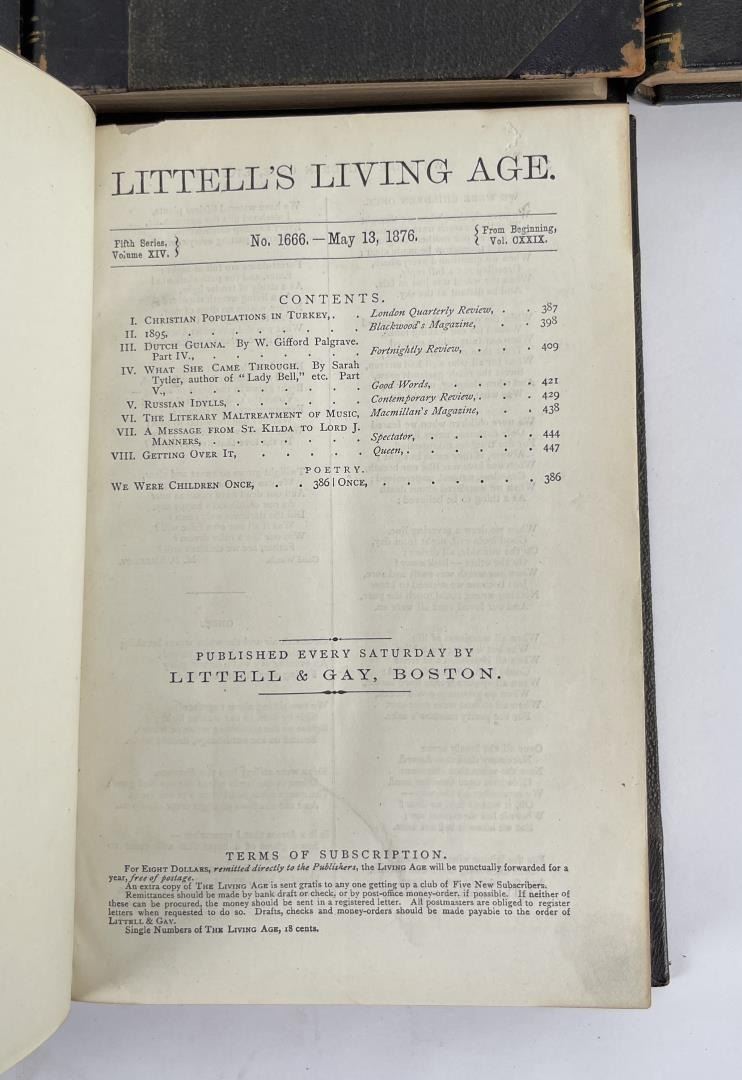 LITTELL'S LIVING AGE.
Fifth Series, Volume XIV. } No. 1666. — May 13, 1876. { From Beginning, Vol. CXXIX.
CONTENTS.
I. CHRISTIAN POPULATIONS IN TURKEY, . . London Quarterly Review, . . 387
II. 1895, . . . . . . . . Blackwood's Magazine, . . 398
III. DUTCH GUIANA. By W. Gifford Palgrave.
Part IV., . . . . . . . Fortnightly Review, . . . 409
IV. WHAT SHE CAME THROUGH. By Sarah
Tytler, author of "Lady Bell," etc. Part
V., . . . . . . . . Good Words, . . . . 421
V. RUSSIAN IDYLLS, . . . . . . Contemporary Review, . . . 429
VI. THE LITERARY MALTREATMENT OF MUSIC, Macmillan's Magazine, . . 438
VII. A MESSAGE FROM ST. KILDA TO LORD J.
MANNERS, . . . . . . . Spectator, . . . . . 444
VIII. GETTING OVER IT, . . . . . Queen, . . . . . . 447
POETRY.
WE WERE CHILDREN ONCE, . . 386 | ONCE, . . . . . . . 386
PUBLISHED EVERY SATURDAY BY
LITTELL & GAY, BOSTON.
TERMS OF SUBSCRIPTION.
FOR EIGHT DOLLARS, remitted directly to the Publishers, the LIVING AGE will be punctually forwarded for a
year, free of postage.
An extra copy of THE LIVING AGE is sent gratis to any one getting up a club of Five New Subscribers.
Remittances should be made by bank draft or check, or by post-office money-order, if possible. If neither of
these can be procured, the money should be sent in a registered letter. All postmasters are obliged to register
letters when requested to do so. Drafts, checks and money-orders should be made payable to the order of
LITTELL & GAY.
Single Numbers of THE LIVING AGE, 18 cents.